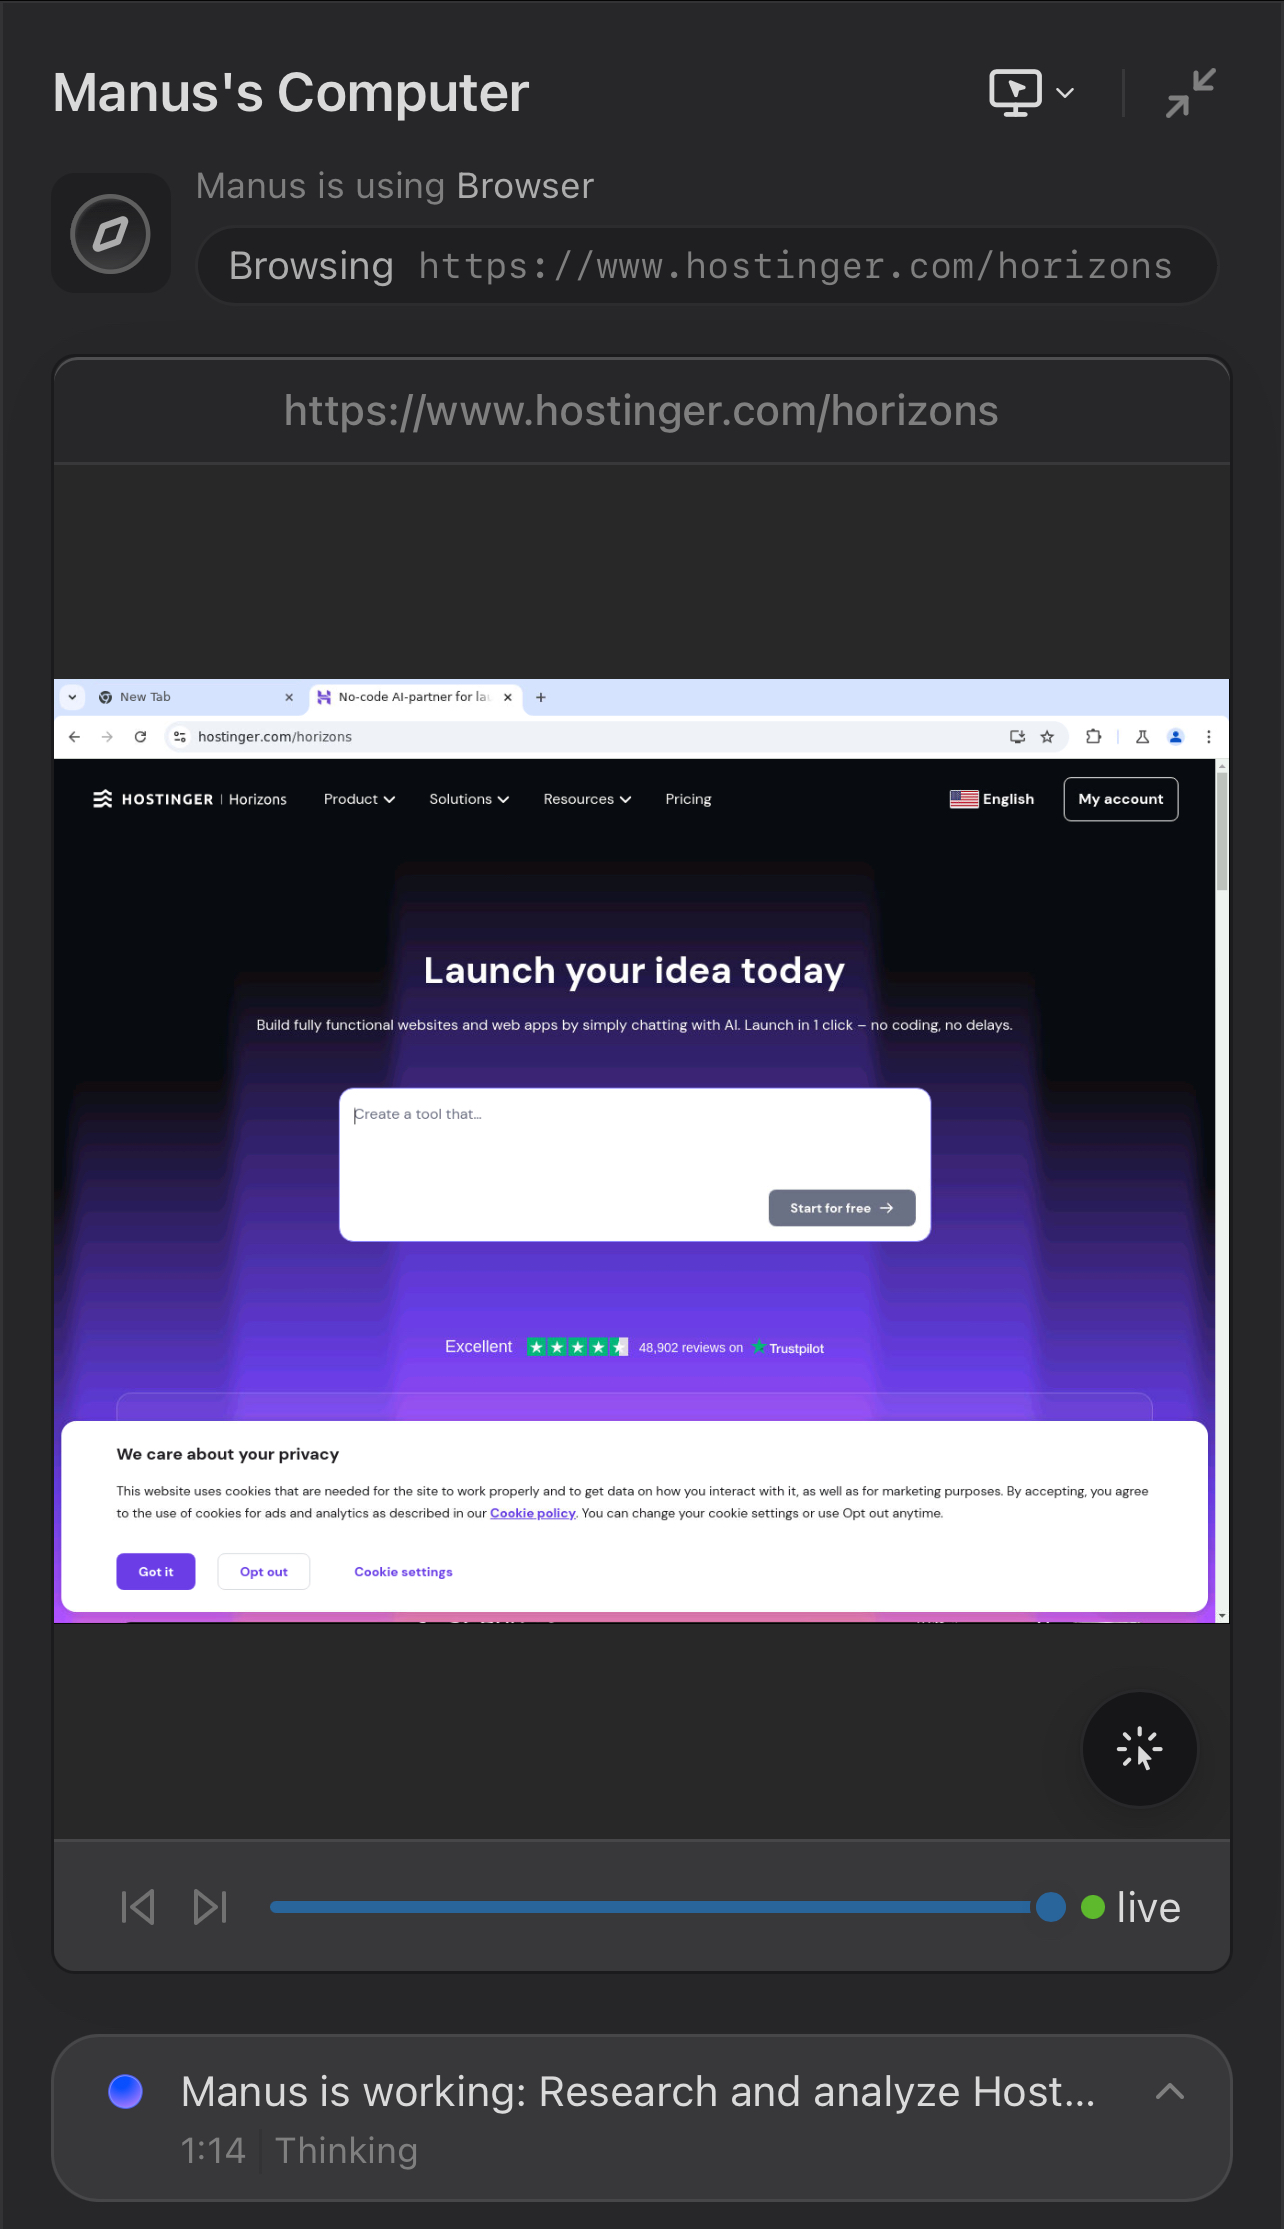 Manus's Computer
Manus is using Browser
Browsing https://www.hostinger.com/horizons
https://www.hostinger.com/horizons
New Tab
No-code AI-partner for
hostinger.com/horizons
HOSTINGER | Horizons Product Solutions Resources Pricing English My account
Launch your idea today
Build fully functional websites and web apps by simply chatting with AI. Launch in 1 click – no coding, no delays.
Create a tool that...
Start for free →
Excellent 48,902 reviews on Trustpilot
We care about your privacy
This website uses cookies that are needed for the site to work properly and to get data on how you interact with it, as well as for marketing purposes. By accepting, you agree
to the use of cookies for ads and analytics as described in our Cookie policy. You can change your cookie settings or use Opt out anytime.
Got it Opt out Cookie settings
live
Manus is working: Research and analyze Host...
1:14 Thinking